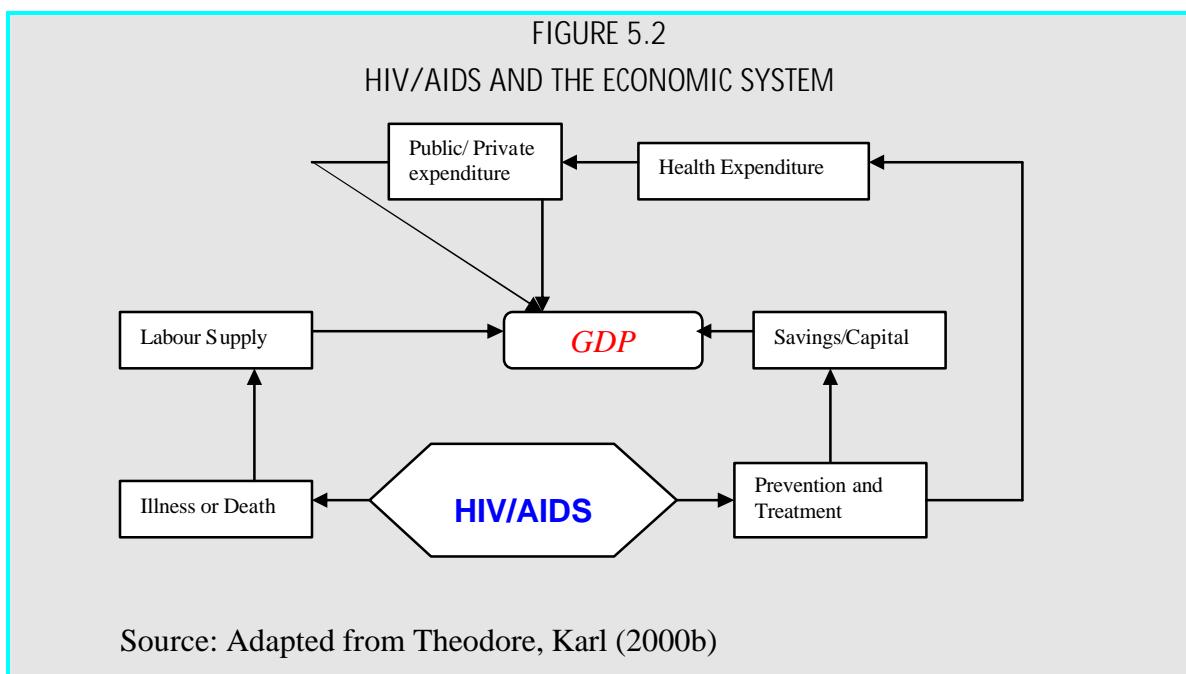 FIGURE 5.2
HIV/AIDS AND THE ECONOMIC SYSTEM
Public/ Private
expenditure
Health Expenditure
Labour Supply
GDP
Savings/Capital
Illness or Death
HIV/AIDS
Prevention and
Treatment
Source: Adapted from Theodore, Karl (2000b)